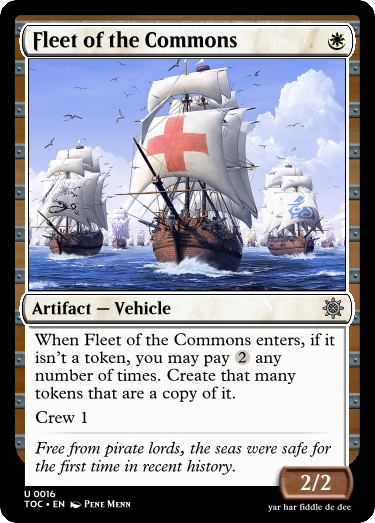 Fleet of the Commons
Artifact — Vehicle
When Fleet of the Commons enters, if it
isn't a token, you may pay 2 any
number of times. Create that many
tokens that are a copy of it.
Crew 1
Free from pirate lords, the seas were safe for
the first time in recent history.
2/2
U 0016
TOC • EN Pene Menn
yar har fiddle de dee